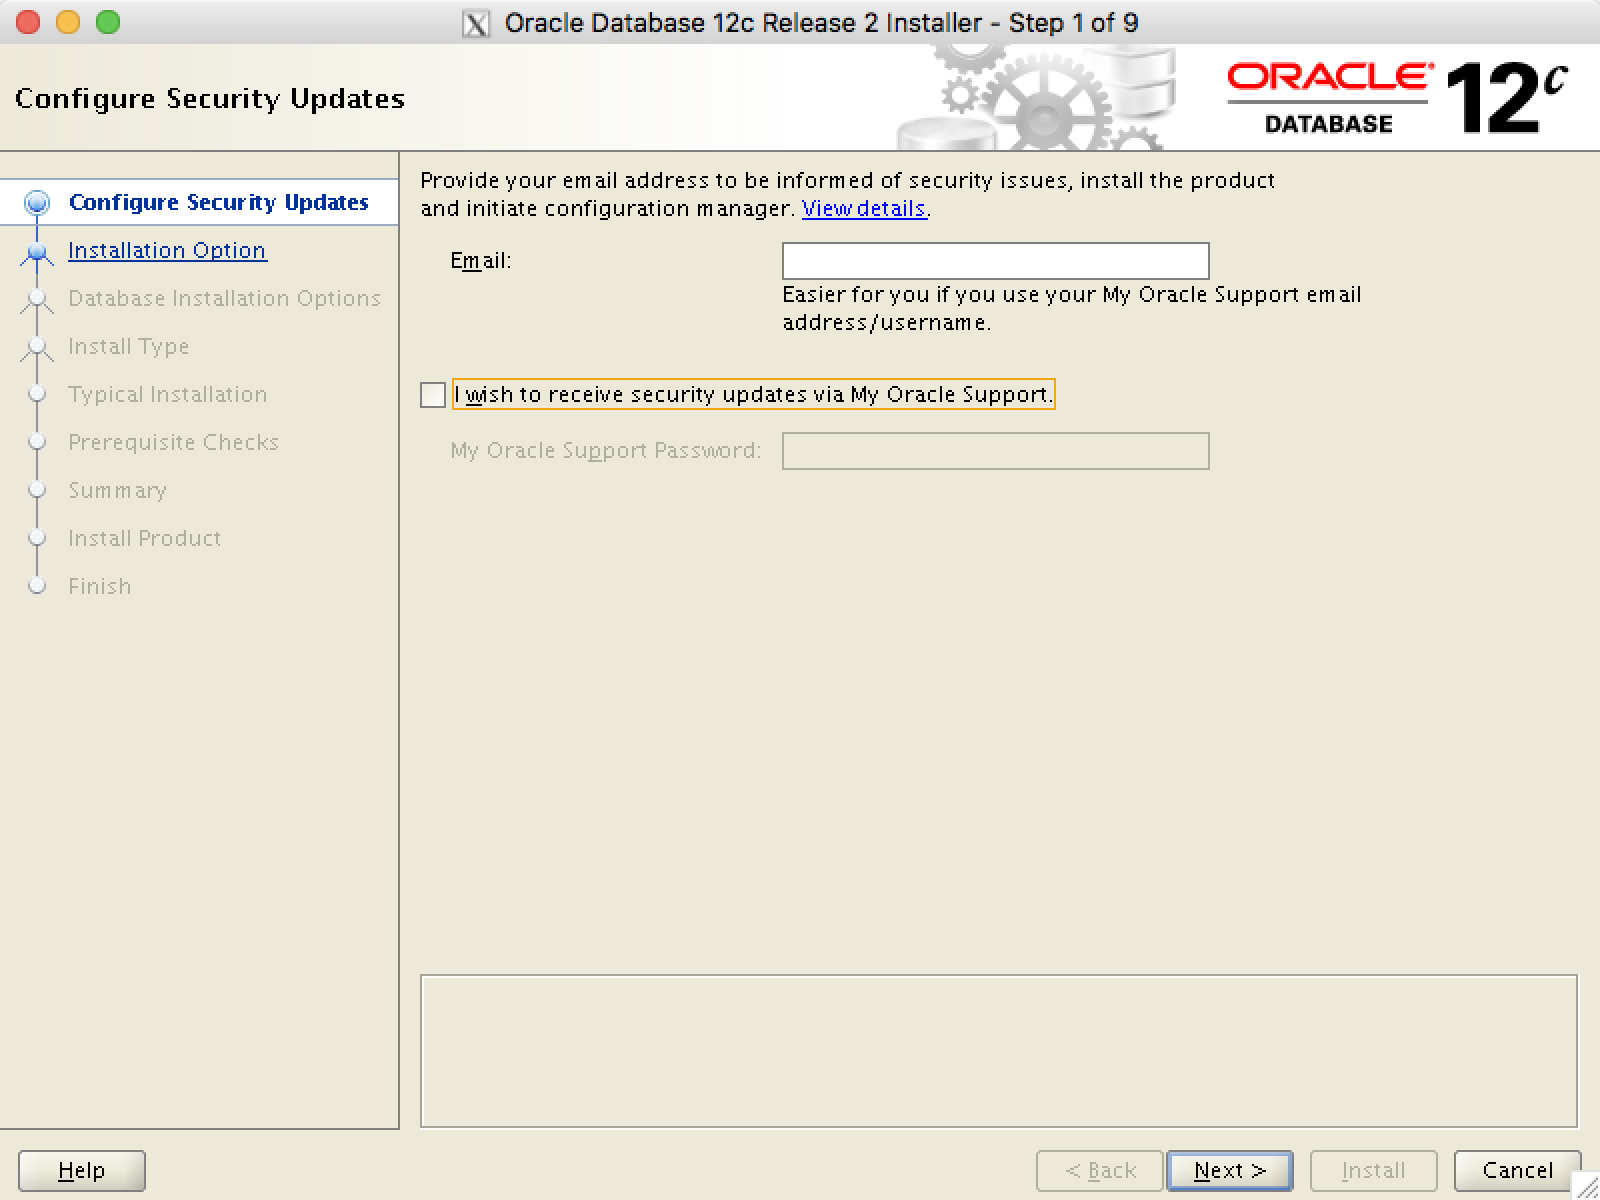 Oracle Database 12c Release 2 Installer - Step 1 of 9
Configure Security Updates
ORACLE
DATABASE
12c
Configure Security Updates
Installation Option
Database Installation Options
Install Type
Typical Installation
Prerequisite Checks
Summary
Install Product
Finish
Provide your email address to be informed of security issues, install the product
and initiate configuration manager. View details.
Email:
Easier for you if you use your My Oracle Support email
address/username.
I wish to receive security updates via My Oracle Support.
My Oracle Support Password:
Help
< Back
Next >
Install
Cancel